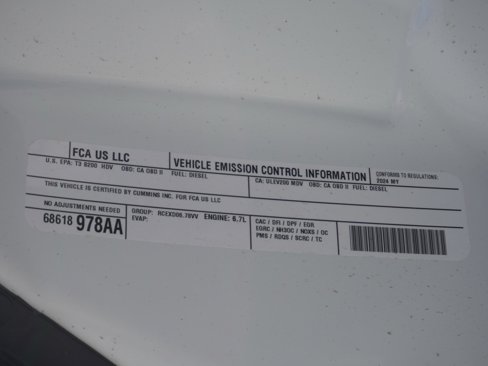 FCA US LLC
VEHICLE EMISSION CONTROL INFORMATION
CONFORMS TO REGULATIONS:
2024 MY
U.S. EPA: T3 B200 HDV OBD: CA OBD II FUEL: DIESEL
CA: ULEV200 MDV OBD: CA OBD II FUEL: DIESEL
THIS VEHICLE IS CERTIFIED BY CUMMINS INC. FOR FCA US LLC
NO ADJUSTMENTS NEEDED
68618 978AA
GROUP: RCEXD06.78VV ENGINE: 6.7L
EVAP:
CAC / DFI / DPF / EGR
EGRC / NH3OC / NOXS / OC
PMS / RDQS / SCRC / TC